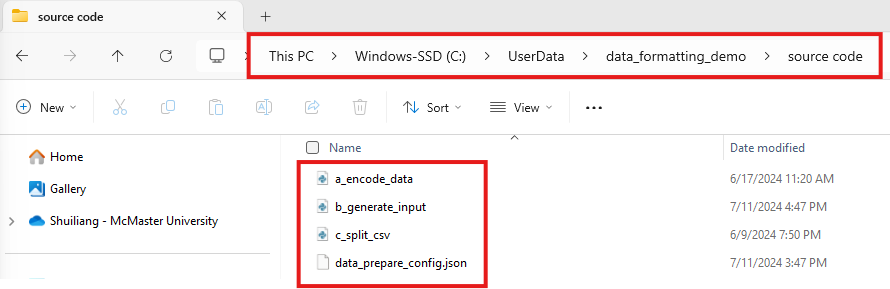 source code
This PC > Windows-SSD (C:) > UserData > data_formatting_demo > source code
New Sort View
Name Date modified
Home
Gallery
Shuiliang - McMaster University
a_encode_data 6/17/2024 11:20 AM
b_generate_input 7/11/2024 4:47 PM
c_split_csv 6/9/2024 7:50 PM
data_prepare_config.json 7/11/2024 3:47 PM